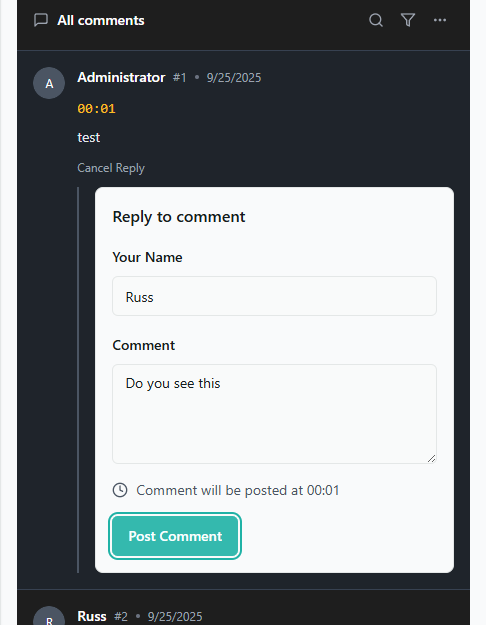 All comments
A
Administrator #1 • 9/25/2025
00:01
test
Cancel Reply
Reply to comment
Your Name
Russ
Comment
Do you see this
Comment will be posted at 00:01
Post Comment
R
Russ #2 • 9/25/2025